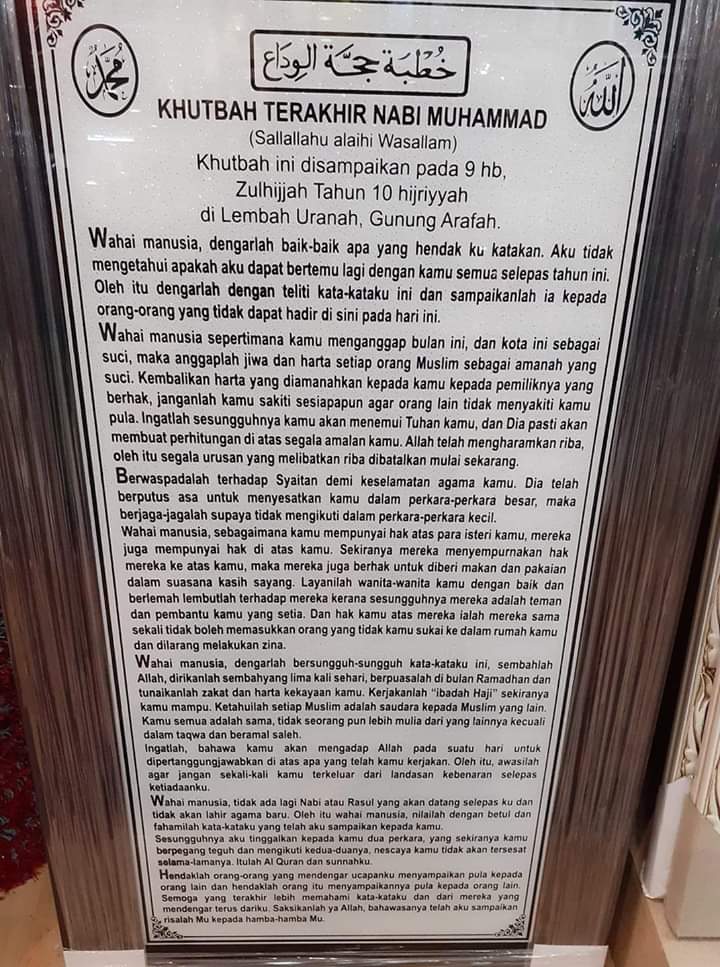 محمد
خُطْبَة حَجَّة الوِدَاع
الله
KHUTBAH TERAKHIR NABI MUHAMMAD
(Sallallahu alaihi Wasallam)
Khutbah ini disampaikan pada 9 hb,
Zulhijjah Tahun 10 hijriyyah
di Lembah Uranah, Gunung Arafah.
Wahai manusia, dengarlah baik-baik apa yang hendak ku katakan. Aku tidak
mengetahui apakah aku dapat bertemu lagi dengan kamu semua selepas tahun ini.
Oleh itu dengarlah dengan teliti kata-kataku ini dan sampaikanlah ia kepada
orang-orang yang tidak dapat hadir di sini pada hari ini.
Wahai manusia sepertimana kamu menganggap bulan ini, dan kota ini sebagai
suci, maka anggaplah jiwa dan harta setiap orang Muslim sebagai amanah yang
suci. Kembalikan harta yang diamanahkan kepada kamu kepada pemiliknya yang
berhak, janganlah kamu sakiti sesiapapun agar orang lain tidak menyakiti kamu
pula. Ingatlah sesungguhnya kamu akan menemui Tuhan kamu, dan Dia pasti akan
membuat perhitungan di atas segala amalan kamu. Allah telah mengharamkan riba,
oleh itu segala urusan yang melibatkan riba dibatalkan mulai sekarang.
Berwaspadalah terhadap Syaitan demi keselamatan agama kamu. Dia telah
berputus asa untuk menyesatkan kamu dalam perkara-perkara besar, maka
berjaga-jagalah supaya tidak mengikuti dalam perkara-perkara kecil.
Wahai manusia, sebagaimana kamu mempunyai hak atas para isteri kamu, mereka
juga mempunyai hak di atas kamu. Sekiranya mereka menyempurnakan hak
mereka ke atas kamu, maka mereka juga berhak untuk diberi makan dan pakaian
dalam suasana kasih sayang. Layanilah wanita-wanita kamu dengan baik dan
berlemah lembutlah terhadap mereka kerana sesungguhnya mereka adalah teman
dan pembantu kamu yang setia. Dan hak kamu atas mereka ialah mereka sama
sekali tidak boleh memasukkan orang yang tidak kamu sukai ke dalam rumah kamu
dan dilarang melakukan zina.
Wahai manusia, dengarlah bersungguh-sungguh kata-kataku ini, sembahlah
Allah, dirikanlah sembahyang lima kali sehari, berpuasalah di bulan Ramadhan dan
tunaikanlah zakat dan harta kekayaan kamu. Kerjakanlah “ibadah Haji” sekiranya
kamu mampu. Ketahuilah setiap Muslim adalah saudara kepada Muslim yang lain.
Kamu semua adalah sama, tidak seorang pun lebih mulia dari yang lainnya kecuali
dalam taqwa dan beramal saleh.
Ingatlah, bahawa kamu akan mengadap Allah pada suatu hari untuk
dipertanggungjawabkan di atas apa yang telah kamu kerjakan. Oleh itu, awasilah
agar jangan sekali-kali kamu terkeluar dari landasan kebenaran selepas
ketiadaanku.
Wahai manusia, tidak ada lagi Nabi atau Rasul yang akan datang selepas ku dan
tidak akan lahir agama baru. Oleh itu wahai manusia, nilailah dengan betul dan
fahamilah kata-kataku yang telah aku sampaikan kepada kamu.
Sesungguhnya aku tinggalkan kepada kamu dua perkara, yang sekiranya kamu
berpegang teguh dan mengikuti kedua-duanya, nescaya kamu tidak akan tersesat
selama-lamanya. Itulah Al Quran dan sunnahku.
Hendaklah orang-orang yang mendengar ucapanku menyampaikan pula kepada
orang lain dan hendaklah orang itu menyampaikannya pula kepada orang lain.
Semoga yang terakhir lebih memahami kata-kataku dan dari mereka yang
mendengar terus dariku. Saksikanlah ya Allah, bahawasanya telah aku sampaikan
risalah Mu kepada hamba-hamba Mu.